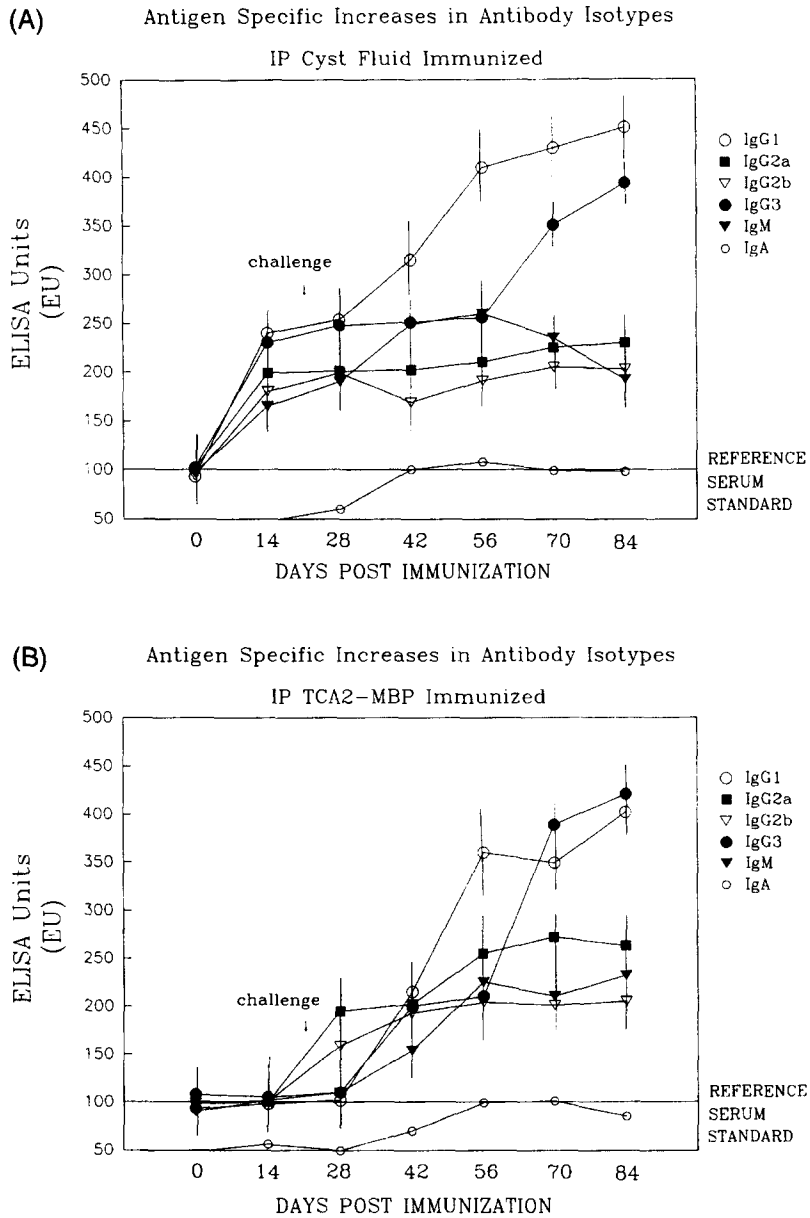 (A)
Antigen Specific Increases in Antibody Isotypes
IP Cyst Fluid Immunized
500
450
400
350
300
250
200
150
100
50
ELISA Units
(EU)
challenge
IgG1
IgG2a
IgG2b
IgG3
IgM
IgA
REFERENCE
SERUM
STANDARD
0 14 28 42 56 70 84
DAYS POST IMMUNIZATION
(B)
Antigen Specific Increases in Antibody Isotypes
IP TCA2-MBP Immunized
500
450
400
350
300
250
200
150
100
50
ELISA Units
(EU)
challenge
IgG1
IgG2a
IgG2b
IgG3
IgM
IgA
REFERENCE
SERUM
STANDARD
0 14 28 42 56 70 84
DAYS POST IMMUNIZATION